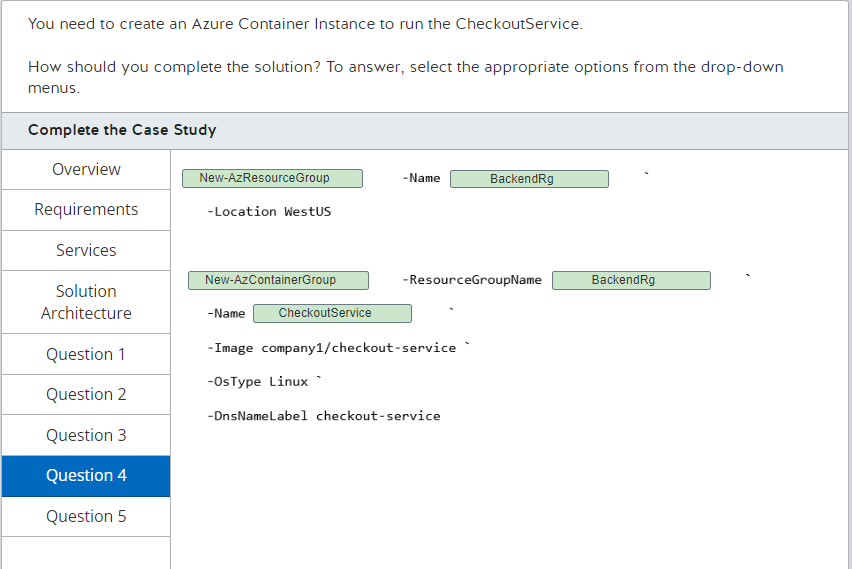 You need to create an Azure Container Instance to run the CheckoutService.
How should you complete the solution? To answer, select the appropriate options from the drop-down
menus.
Complete the Case Study
Overview
Requirements
Services
Solution
Architecture
Question 1
Question 2
Question 3
Question 4
Question 5
New-AzResourceGroup -Name BackendRg `
-Location WestUS
New-AzContainerGroup -ResourceGroupName BackendRg `
-Name CheckoutService `
-Image company1/checkout-service `
-OsType Linux `
-DnsNameLabel checkout-service